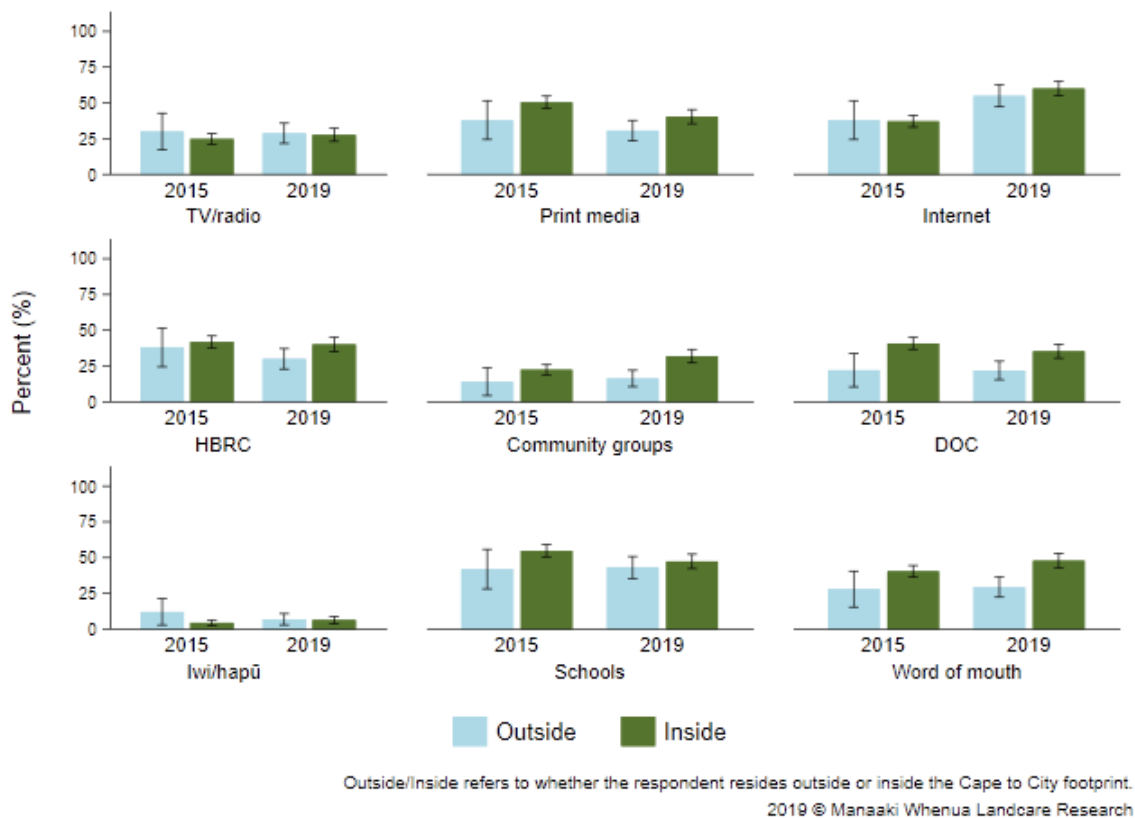 100
75
50
25
0
2015 2019 2015 2019 2015 2019
TV/radio Print media Internet
Percent (%)
100
75
50
25
0
2015 2019 2015 2019 2015 2019
HBRC Community groups DOC
100
75
50
25
0
2015 2019 2015 2019 2015 2019
Iwi/hapū Schools Word of mouth
Outside Inside
Outside/Inside refers to whether the respondent resides outside or inside the Cape to City footprint.
2019 © Manaaki Whenua Landcare Research